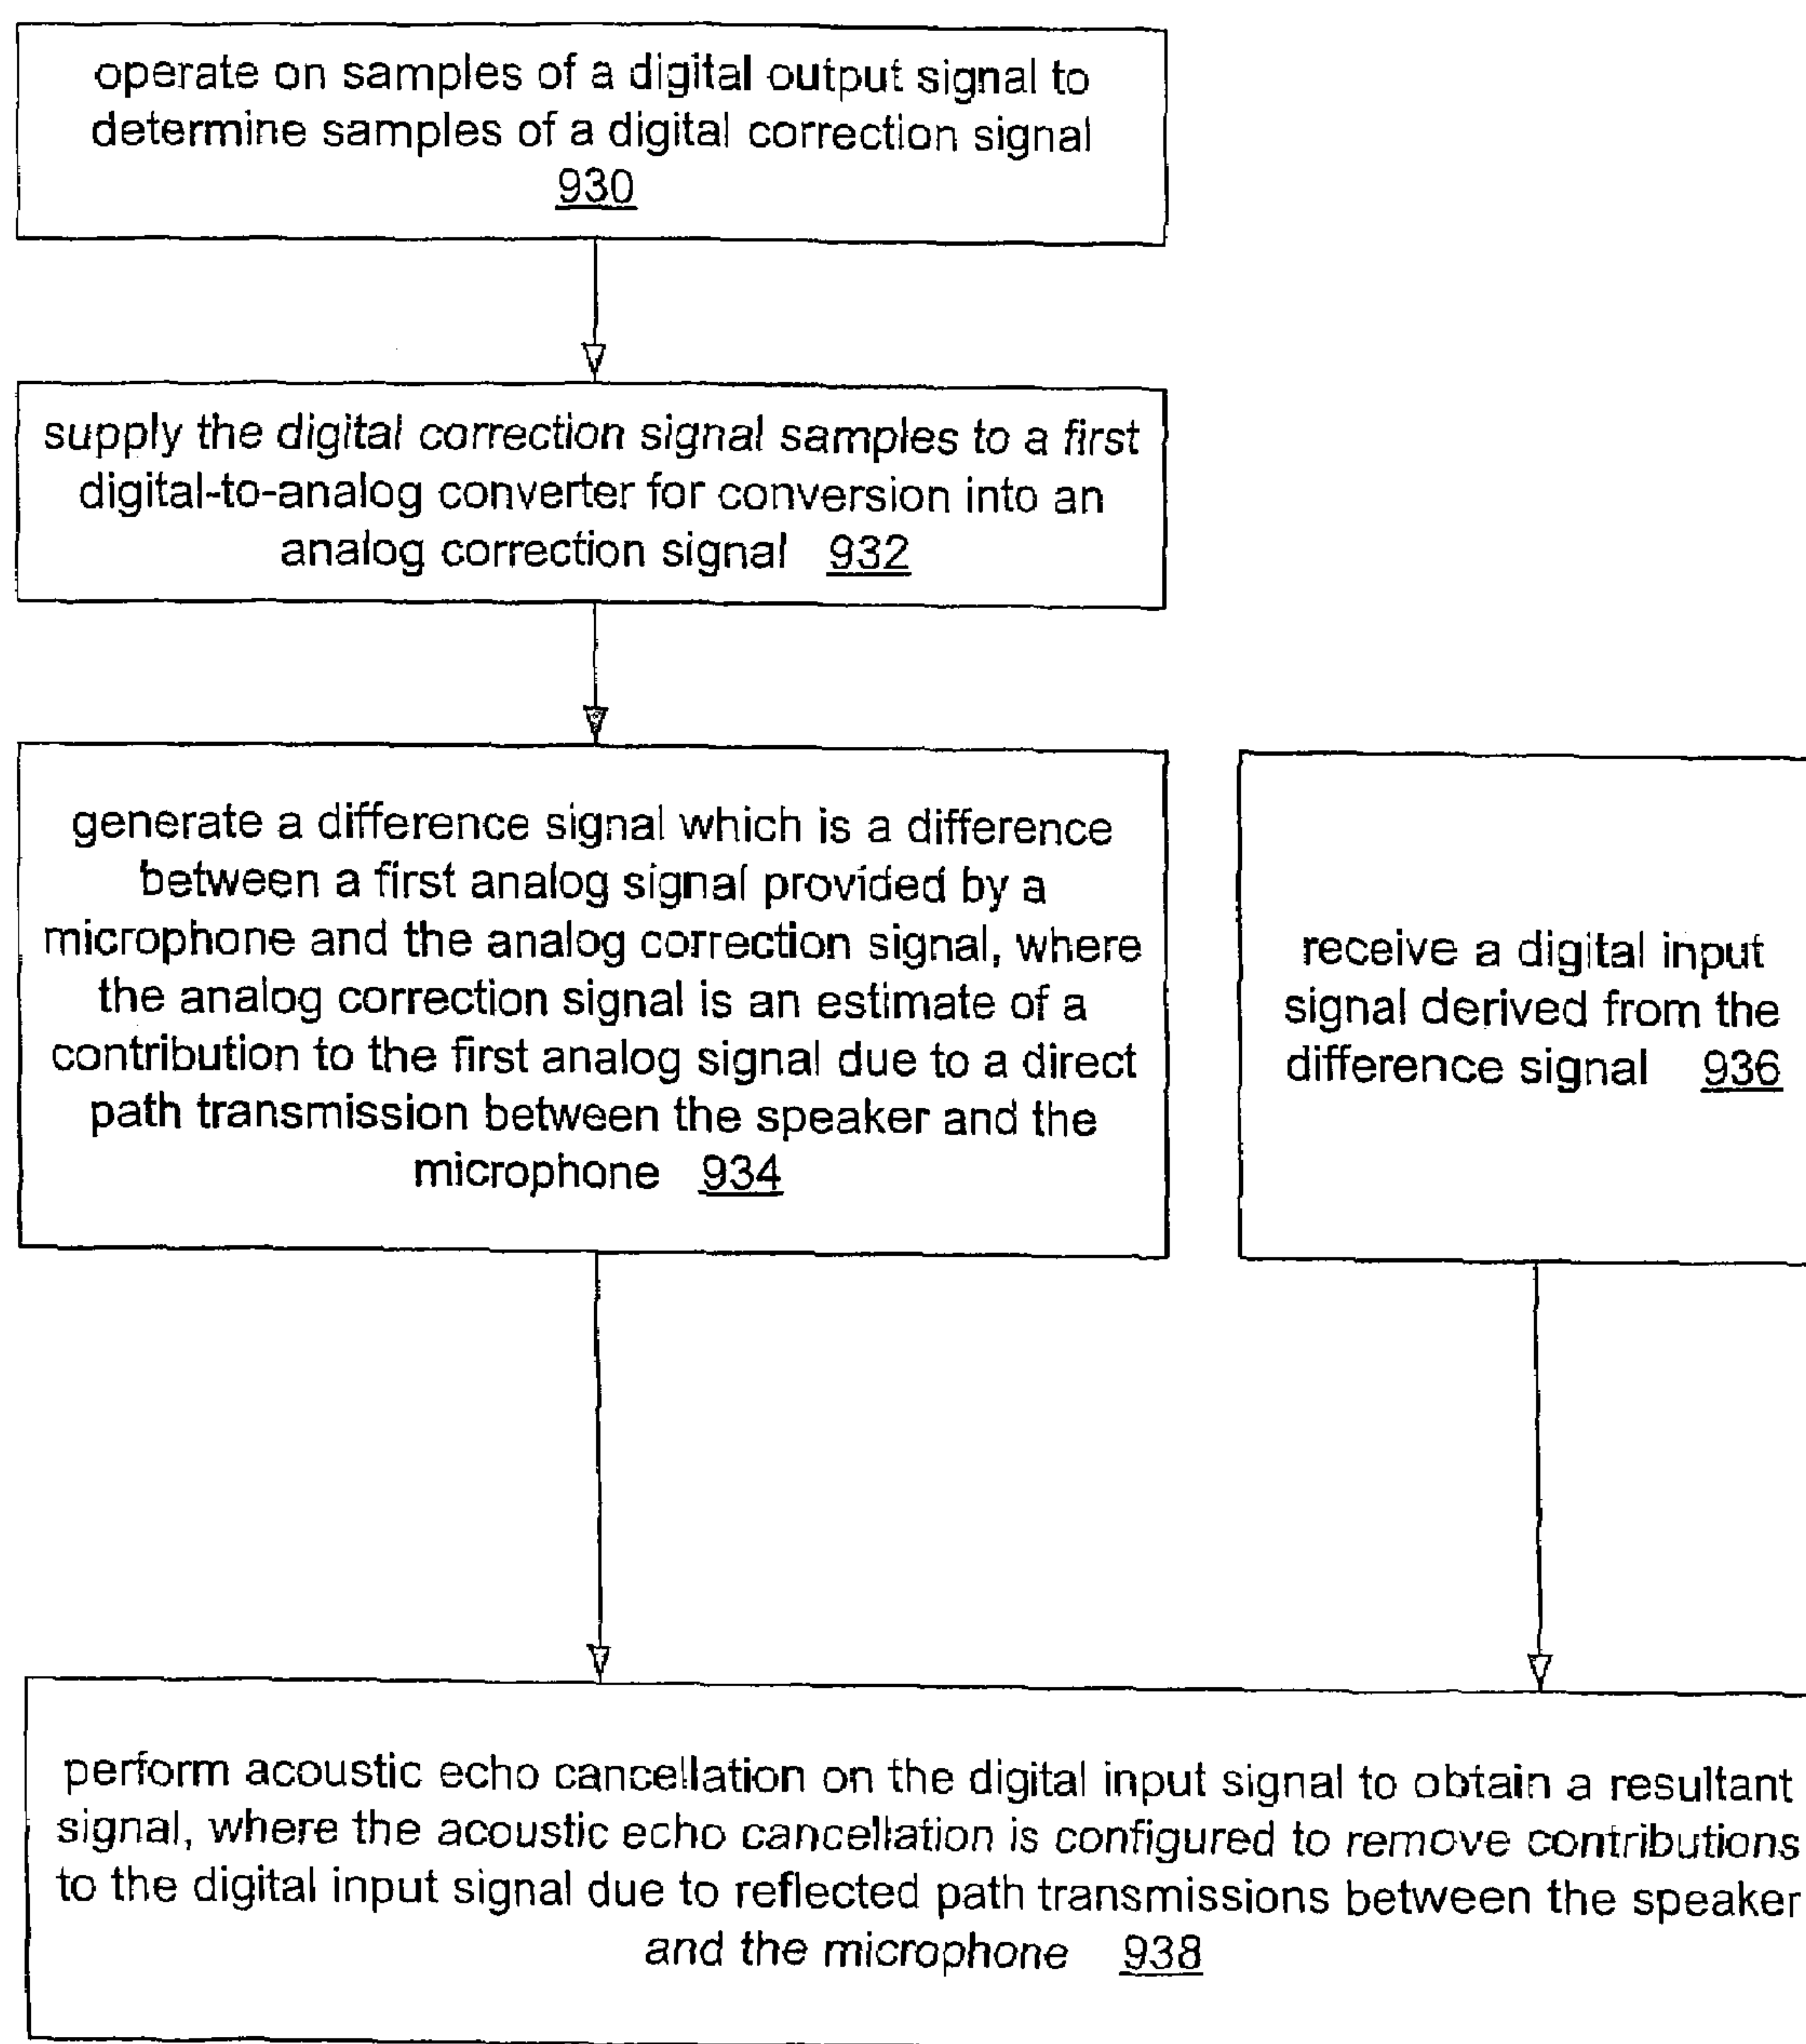 operate on samples of a digital output signal to
determine samples of a digital correction signal
930
supply the digital correction signal samples to a first
digital-to-analog converter for conversion into an
analog correction signal 932
generate a difference signal which is a difference
between a first analog signal provided by a
microphone and the analog correction signal, where
the analog correction signal is an estimate of a
contribution to the first analog signal due to a direct
path transmission between the speaker and the
microphone 934
receive a digital input
signal derived from the
difference signal 936
perform acoustic echo cancellation on the digital input signal to obtain a resultant
signal, where the acoustic echo cancellation is configured to remove contributions
to the digital input signal due to reflected path transmissions between the speaker
and the microphone 938